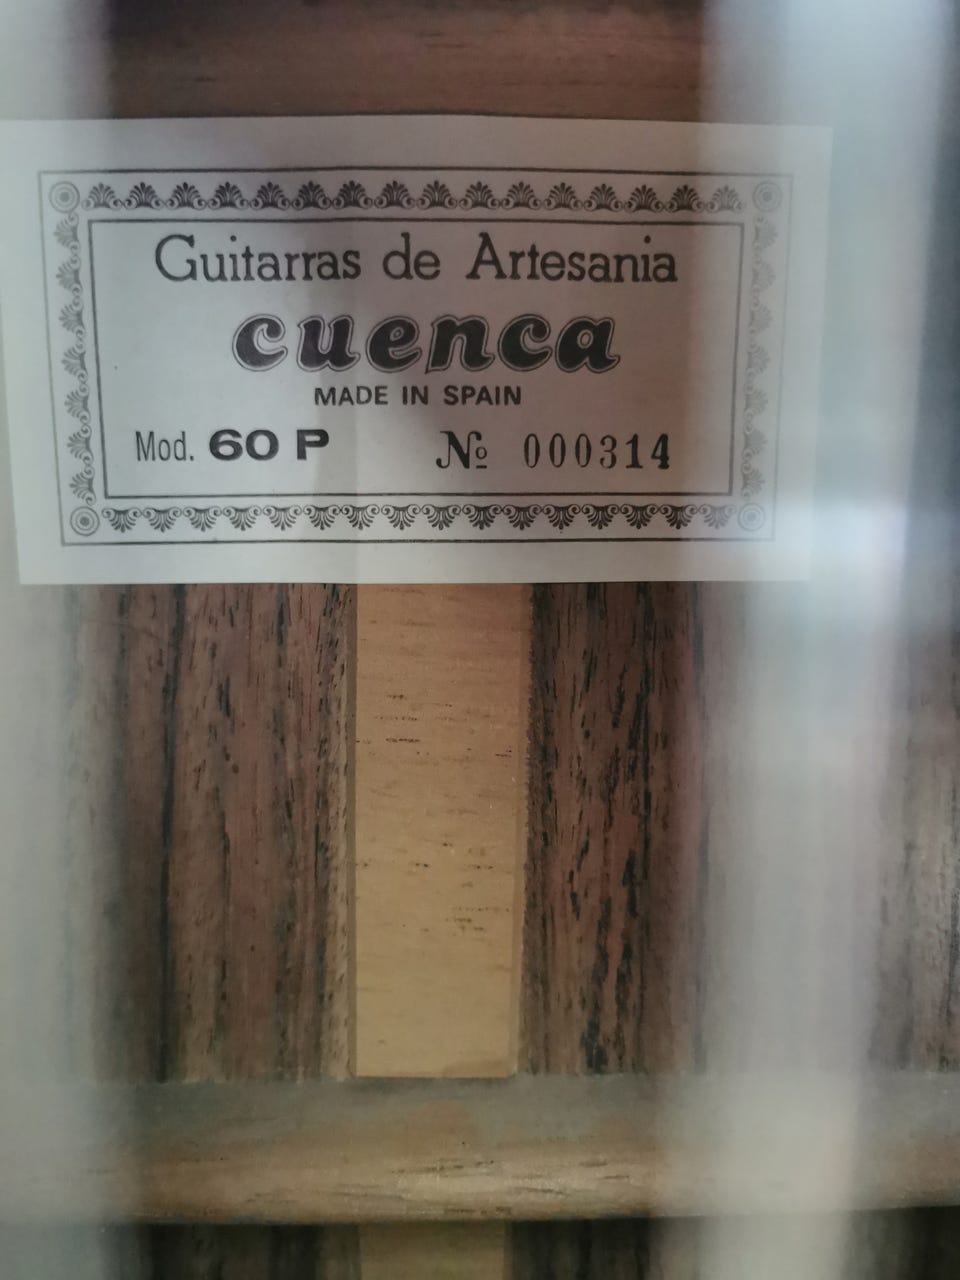 Guitarras de Artesania
cuenca
MADE IN SPAIN
Mod. 60 P № 000314